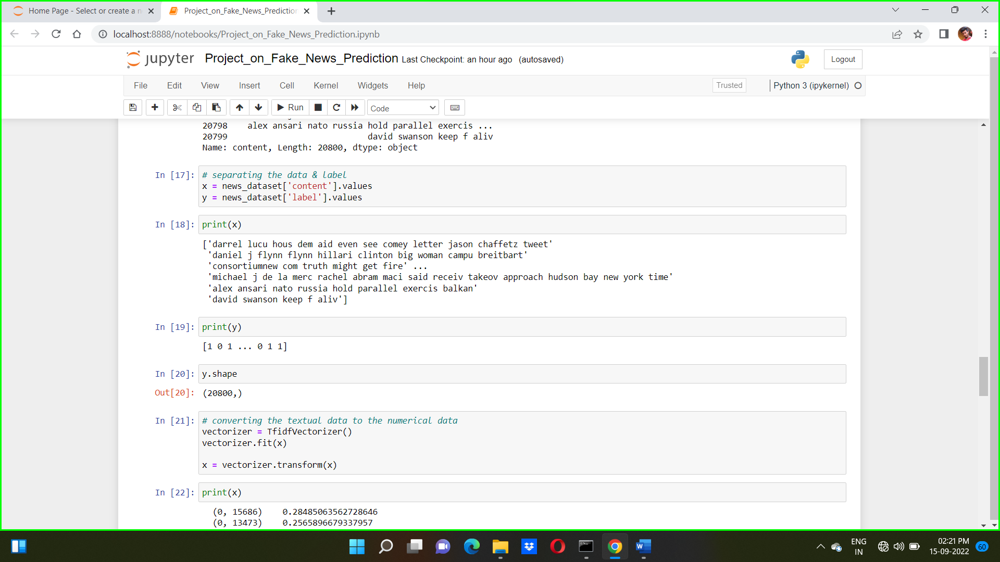 Home Page - Select or create a n
Project_on_Fake_News_Prediction
localhost:8888/notebooks/Project_on_Fake_News_Prediction.ipynb
jupyter Project_on_Fake_News_Prediction Last Checkpoint: an hour ago (autosaved)
Logout
File Edit View Insert Cell Kernel Widgets Help
Trusted
Python 3 (ipykernel)
Run
Code
20798    alex ansari nato russia hold parallel exercis ...
20799                            david swanson keep f aliv
Name: content, Length: 20800, dtype: object
In [17]: # separating the data & label
x = news_dataset['content'].values
y = news_dataset['label'].values
In [18]: print(x)
['darrel lucu hous dem aid even see comey letter jason chaffetz tweet'
'daniel j flynn flynn hillari clinton big woman campu breitbart'
'consortiumnew com truth might get fire' ...
'michael j de la merc rachel abram maci said receiv takeov approach hudson bay new york time'
'alex ansari nato russia hold parallel exercis balkan'
'david swanson keep f aliv']
In [19]: print(y)
[1 0 1 ... 0 1 1]
In [20]: y.shape
Out[20]: (20800,)
In [21]: # converting the textual data to the numerical data
vectorizer = TfidfVectorizer()
vectorizer.fit(x)
x = vectorizer.transform(x)
In [22]: print(x)
(0, 15686)    0.28485063562728646
(0, 13473)    0.2565896679337957
ENG
IN
02:21 PM
15-09-2022
60